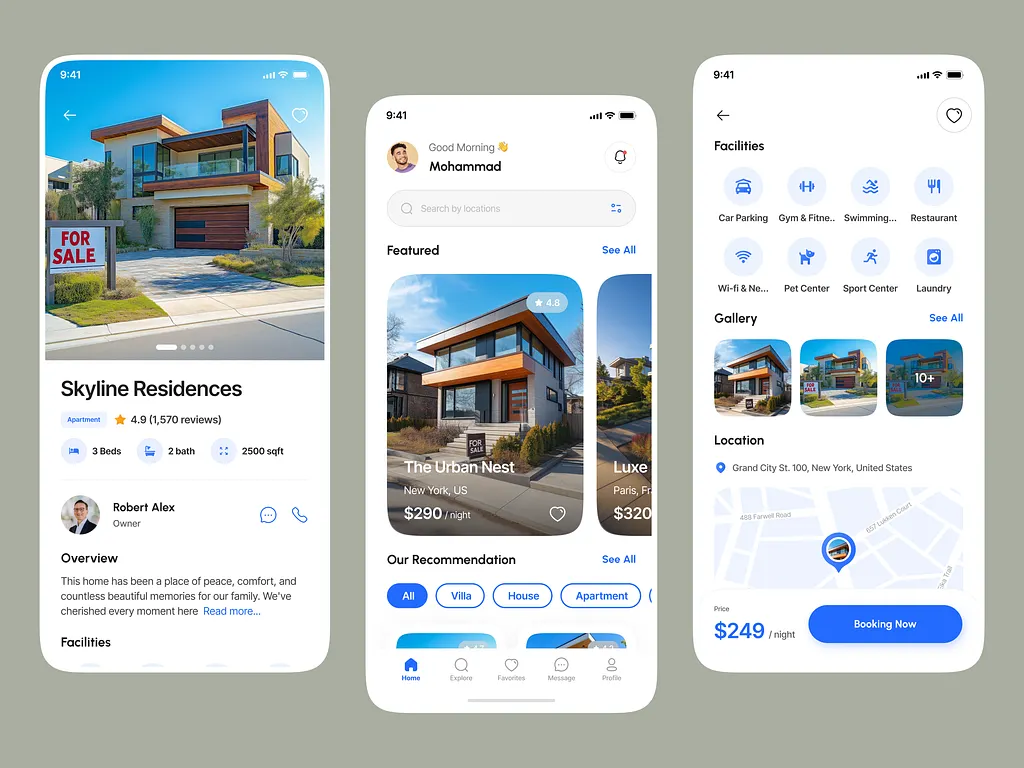 9:41
FOR
SALE
Skyline Residences
Apartment
4.9 (1,570 reviews)
3 Beds
2 bath
2500 sqft
Robert Alex
Owner
Overview
This home has been a place of peace, comfort, and
countless beautiful memories for our family. We've
cherished every moment here Read more...
Facilities
9:41
Good Morning 👋
Mohammad
Search by locations
Featured
See All
4.8
FOR
SALE
The Urban Nest
New York, US
$290 / night
Luxe
Paris, Fr
$320
Our Recommendation
See All
All
Villa
House
Apartment
Home
Explore
Favorites
Message
Profile
9:41
Facilities
Car Parking
Gym & Fitne..
Swimming...
Restaurant
Wi-fi & Ne...
Pet Center
Sport Center
Laundry
Gallery
See All
FOR
SALE
10+
Location
Grand City St. 100, New York, United States
488 Farwell Road
657 Lukken Court
Trail
Price
$249 / night
Booking Now